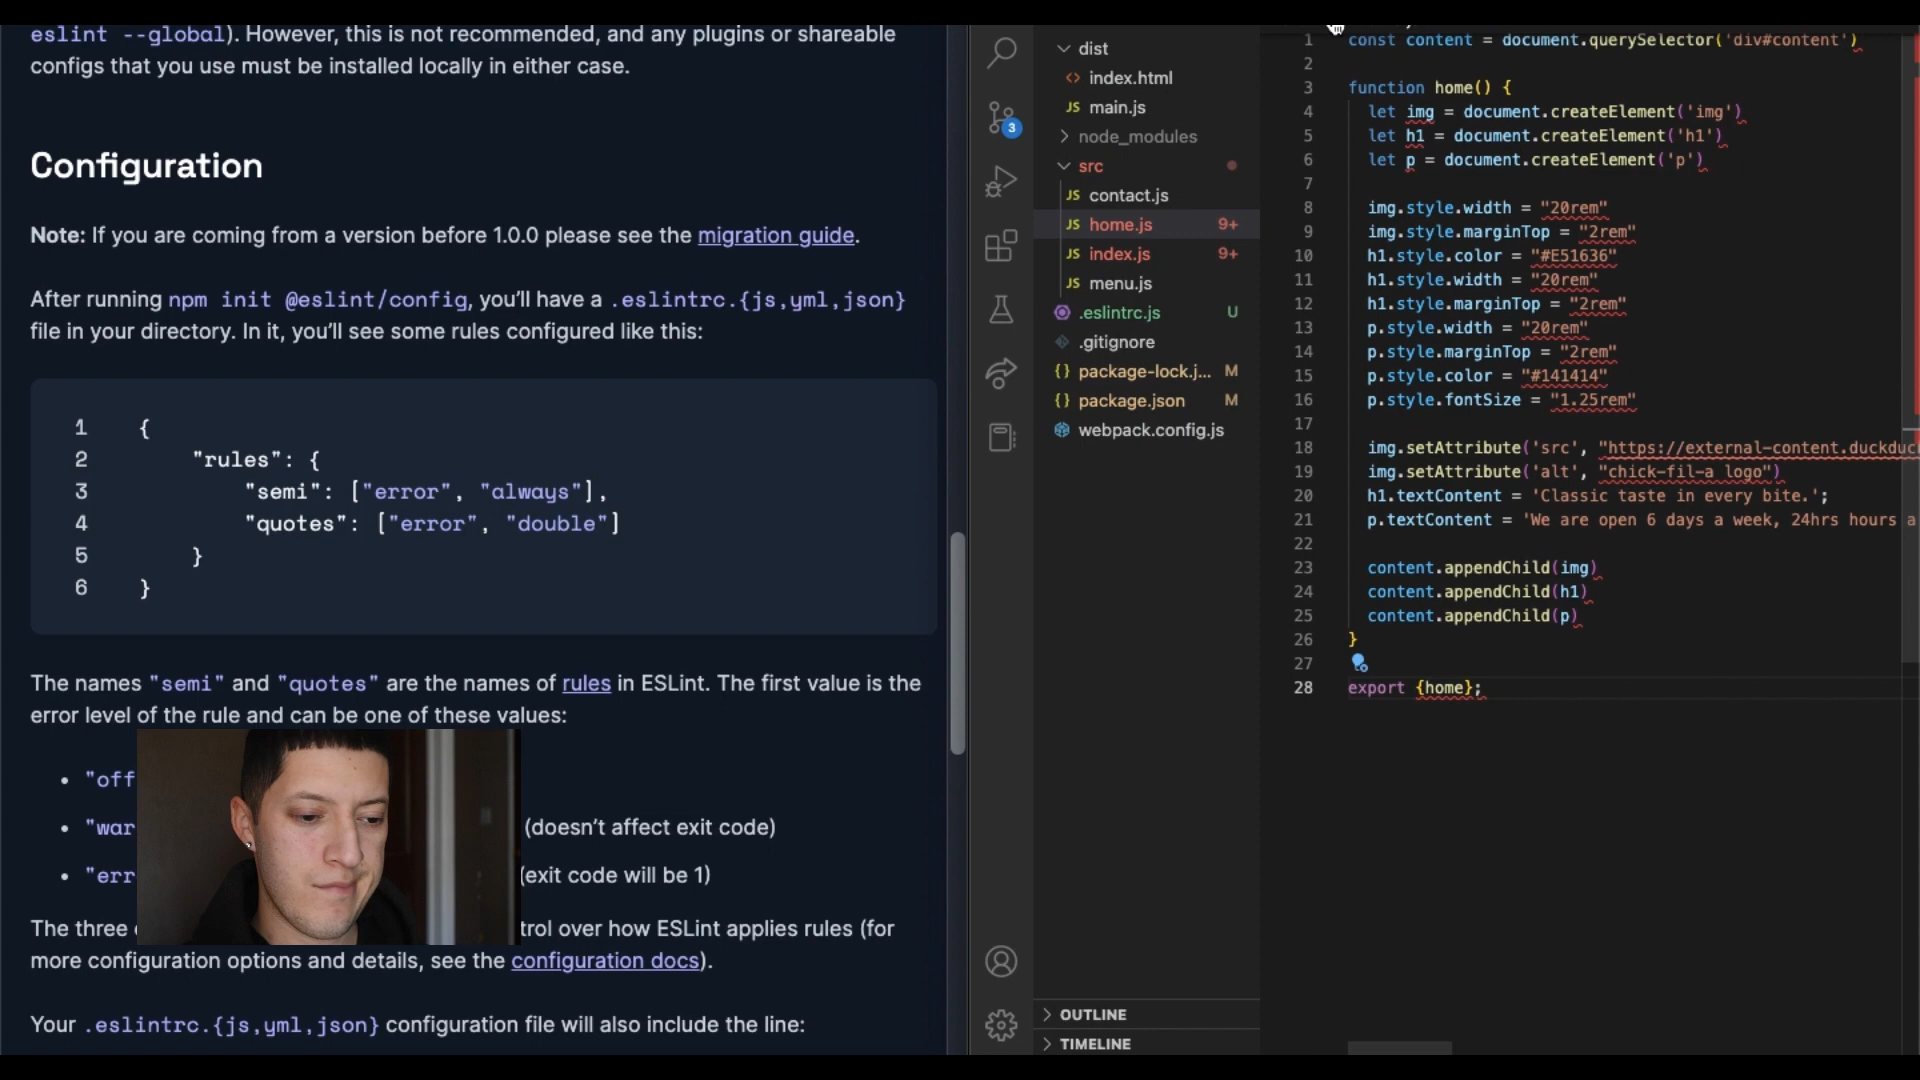 eslint --global). However, this is not recommended, and any plugins or shareable
configs that you use must be installed locally in either case.
Configuration
Note: If you are coming from a version before 1.0.0 please see the migration guide.
After running npm init @eslint/config, you’ll have a .eslintrc.{js,yml,json}
file in your directory. In it, you’ll see some rules configured like this:
1 {
2 "rules": {
3 "semi": ["error", "always"],
4 "quotes": ["error", "double"]
5 }
6 }
The names "semi" and "quotes" are the names of rules in ESLint. The first value is the
error level of the rule and can be one of these values:
• "off
• "war (doesn’t affect exit code)
• "err (exit code will be 1)
The three trol over how ESLint applies rules (for
more configuration options and details, see the configuration docs).
Your .eslintrc.{js,yml,json} configuration file will also include the line:
3
dist
<> index.html
JS main.js
node_modules
src
JS contact.js
JS home.js 9+
JS index.js 9+
JS menu.js
.eslintrc.js U
.gitignore
{} package-lock.j... M
{} package.json M
webpack.config.js
OUTLINE
TIMELINE
1 const content = document.querySelector('div#content')
2
3 function home() {
4 let img = document.createElement('img')
5 let h1 = document.createElement('h1')
6 let p = document.createElement('p')
7
8 img.style.width = "20rem"
9 img.style.marginTop = "2rem"
10 h1.style.color = "#E51636"
11 h1.style.width = "20rem"
12 h1.style.marginTop = "2rem"
13 p.style.width = "20rem"
14 p.style.marginTop = "2rem"
15 p.style.color = "#141414"
16 p.style.fontSize = "1.25rem"
17
18 img.setAttribute('src', "https://external-content.duckduc
19 img.setAttribute('alt', "chick-fil-a logo")
20 h1.textContent = 'Classic taste in every bite.';
21 p.textContent = 'We are open 6 days a week, 24hrs hours a
22
23 content.appendChild(img)
24 content.appendChild(h1)
25 content.appendChild(p)
26 }
27
28 export {home};